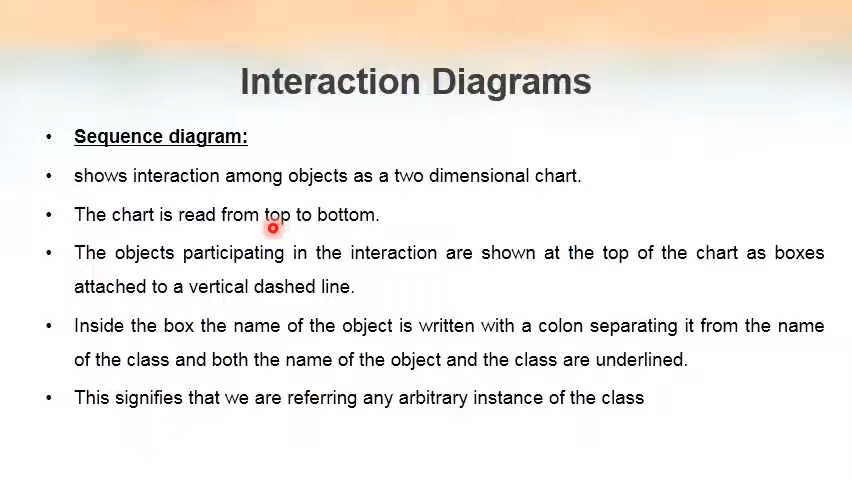 Interaction Diagrams
• Sequence diagram:
• shows interaction among objects as a two dimensional chart.
• The chart is read from top to bottom.
• The objects participating in the interaction are shown at the top of the chart as boxes
attached to a vertical dashed line.
• Inside the box the name of the object is written with a colon separating it from the name
of the class and both the name of the object and the class are underlined.
• This signifies that we are referring any arbitrary instance of the class